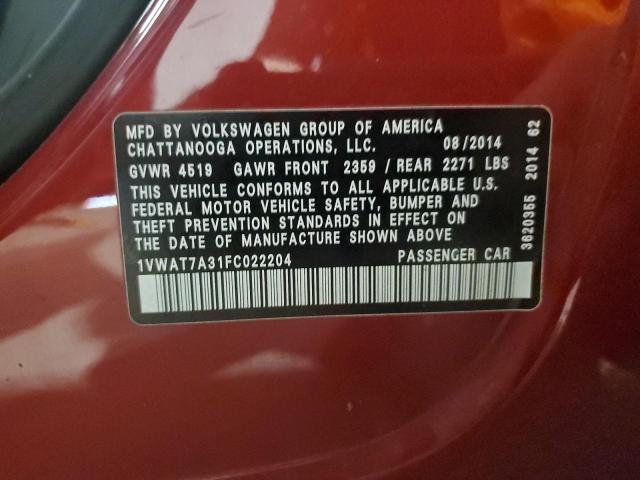 MFD BY VOLKSWAGEN GROUP OF AMERICA
CHATTANOOGA OPERATIONS, LLC. 08/2014
GVWR 4519 GAWR FRONT 2359 / REAR 2271 LBS
THIS VEHICLE CONFORMS TO ALL APPLICABLE U.S.
FEDERAL MOTOR VEHICLE SAFETY, BUMPER AND
THEFT PREVENTION STANDARDS IN EFFECT ON
THE DATE OF MANUFACTURE SHOWN ABOVE
1VWAT7A31FC022204 PASSENGER CAR
3620355 2014 62